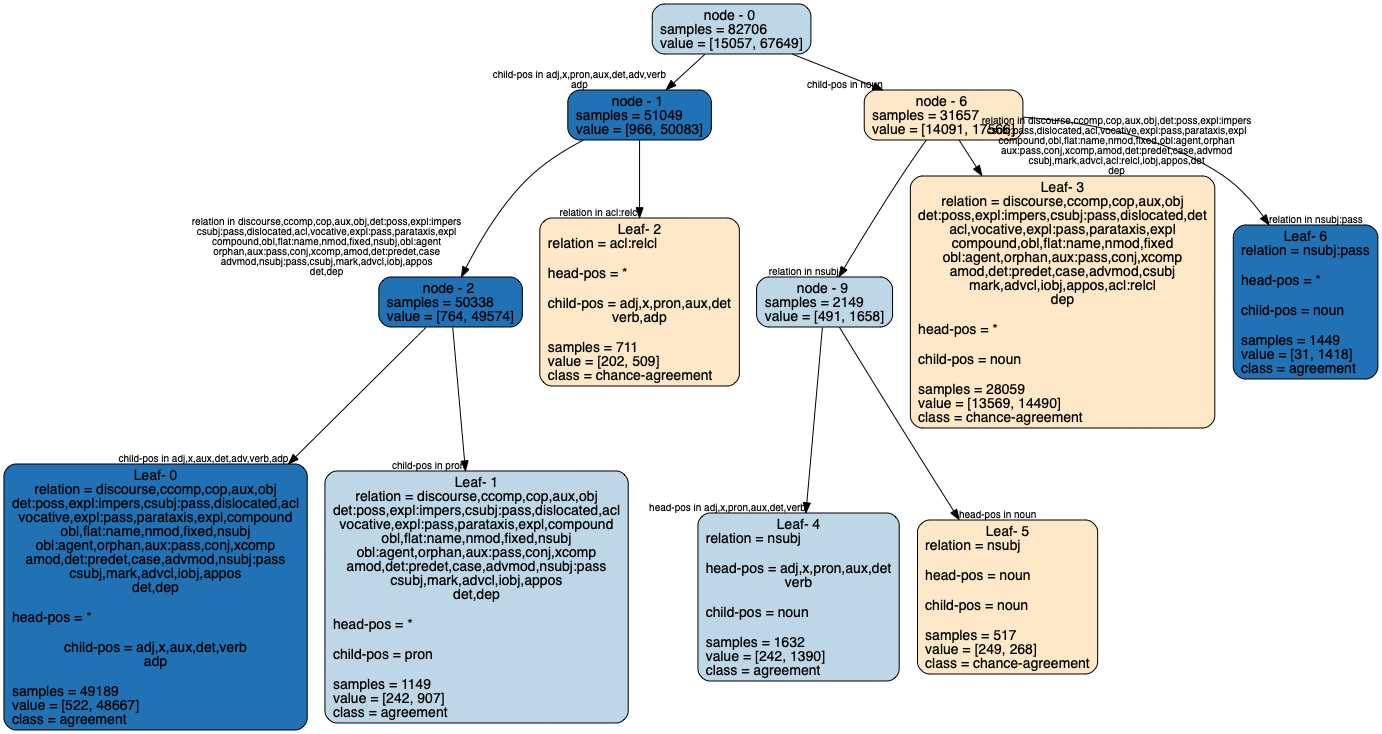 node - 0
samples = 82706
value = [15057, 67649]
child-pos in adj,x,pron,aux,det,adv,verb
adp
child-pos in noun
node - 1
samples = 51049
value = [966, 50083]
node - 6
samples = 31657
value = [14091, 17566]
relation in discourse,ccomp,cop,aux,obj,det:poss,expl:impers
csubj:pass,dislocated,acl,vocative,expl:pass,parataxis,expl
compound,obl,flat:name,nmod,fixed,obl:agent,orphan
aux:pass,conj,xcomp,amod,det:predet,case,advmod
csubj,mark,advcl,acl:relcl,iobj,appos,det
dep
relation in discourse,ccomp,cop,aux,obj,det:poss,expl:impers
csubj:pass,dislocated,acl,vocative,expl:pass,parataxis,expl
compound,obl,flat:name,nmod,fixed,nsubj,obl:agent
orphan,aux:pass,conj,xcomp,amod,det:predet,case
advmod,nsubj:pass,csubj,mark,advcl,iobj,appos
det,dep
relation in acl:relcl
relation in nsubj
relation in nsubj:pass
node - 2
samples = 50338
value = [764, 49574]
Leaf- 2
relation = acl:relcl
head-pos = *
child-pos = adj,x,pron,aux,det
verb,adp
samples = 711
value = [202, 509]
class = chance-agreement
node - 9
samples = 2149
value = [491, 1658]
Leaf- 3
relation = discourse,ccomp,cop,aux,obj
det:poss,expl:impers,csubj:pass,dislocated,det
acl,vocative,expl:pass,parataxis,expl
compound,obl,flat:name,nmod,fixed
obl:agent,orphan,aux:pass,conj,xcomp
amod,det:predet,case,advmod,csubj
mark,advcl,iobj,appos,acl:relcl
dep
head-pos = *
child-pos = noun
samples = 28059
value = [13569, 14490]
class = chance-agreement
Leaf- 6
relation = nsubj:pass
head-pos = *
child-pos = noun
samples = 1449
value = [31, 1418]
class = agreement
child-pos in adj,x,aux,det,adv,verb,adp
child-pos in pron
head-pos in adj,x,pron,aux,det,verb
head-pos in noun
Leaf- 0
relation = discourse,ccomp,cop,aux,obj
det:poss,expl:impers,csubj:pass,dislocated,acl
vocative,expl:pass,parataxis,expl,compound
obl,flat:name,nmod,fixed,nsubj
obl:agent,orphan,aux:pass,conj,xcomp
amod,det:predet,case,advmod,nsubj:pass
csubj,mark,advcl,iobj,appos
det,dep
head-pos = *
child-pos = adj,x,aux,det,verb
adp
samples = 49189
value = [522, 48667]
class = agreement
Leaf- 1
relation = discourse,ccomp,cop,aux,obj
det:poss,expl:impers,csubj:pass,dislocated,acl
vocative,expl:pass,parataxis,expl,compound
obl,flat:name,nmod,fixed,nsubj
obl:agent,orphan,aux:pass,conj,xcomp
amod,det:predet,case,advmod,nsubj:pass
csubj,mark,advcl,iobj,appos
det,dep
head-pos = *
child-pos = pron
samples = 1149
value = [242, 907]
class = agreement
Leaf- 4
relation = nsubj
head-pos = adj,x,pron,aux,det
verb
child-pos = noun
samples = 1632
value = [242, 1390]
class = agreement
Leaf- 5
relation = nsubj
head-pos = noun
child-pos = noun
samples = 517
value = [249, 268]
class = chance-agreement